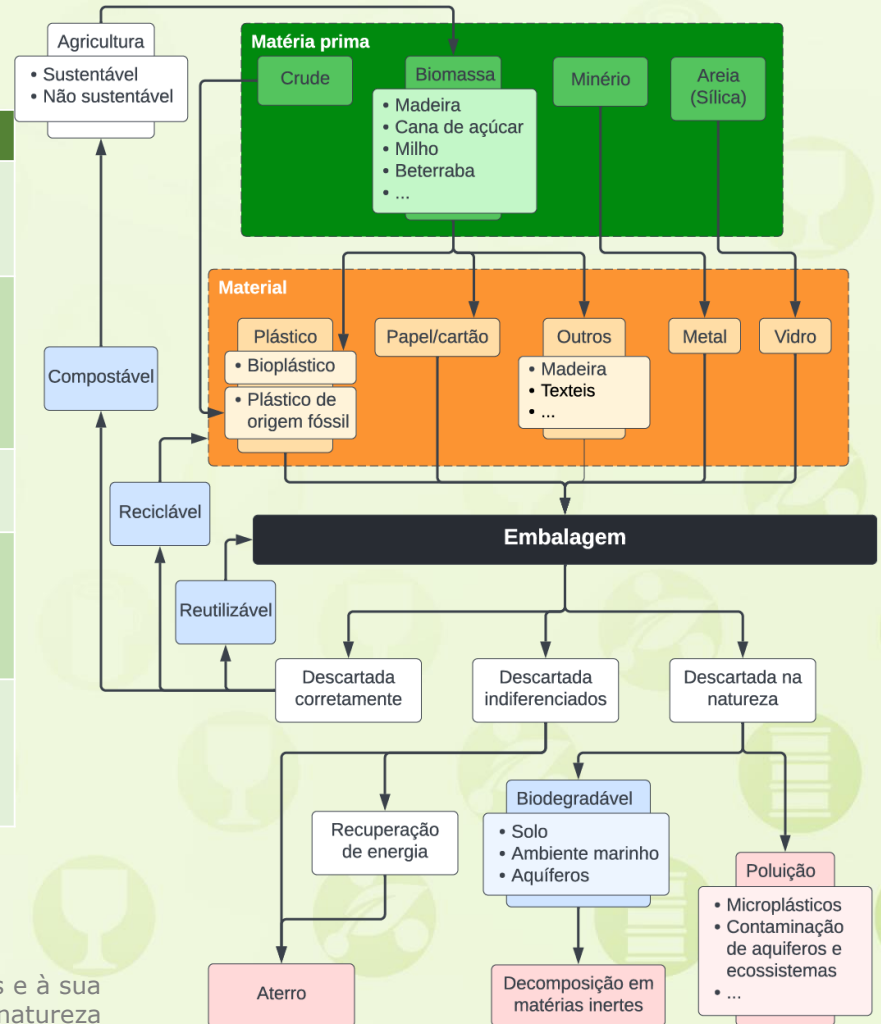 Agricultura
• Sustentável
• Não sustentável
Matéria prima
Crude
Biomassa
• Madeira
• Cana de açúcar
• Milho
• Beterraba
• ...
Minério
Areia
(Sílica)
Material
Plástico
• Bioplástico
• Plástico de
origem fóssil
Papel/cartão
Outros
• Madeira
• Texteis
• ...
Metal
Vidro
Compostável
Reciclável
Reutilizável
Embalagem
Descartada
corretamente
Descartada
indiferenciados
Descartada na
natureza
Recuperação
de energia
Biodegradável
• Solo
• Ambiente marinho
• Aquíferos
Poluição
• Microplásticos
• Contaminação
de aquiferos e
ecossistemas
• ...
Aterro
Decomposição em
matérias inertes
s e à sua
natureza